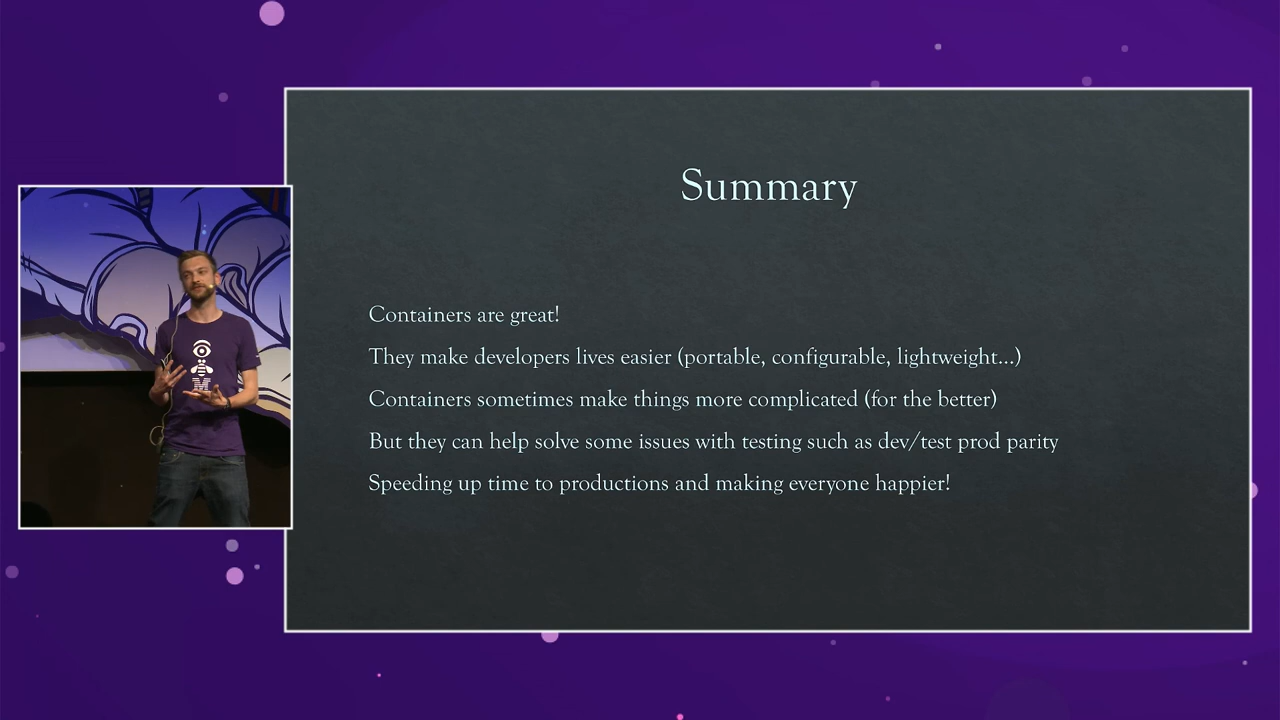 Summary
Containers are great!
They make developers lives easier (portable, configurable, lightweight...)
Containers sometimes make things more complicated (for the better)
But they can help solve some issues with testing such as dev/test prod parity
Speeding up time to productions and making everyone happier!
M